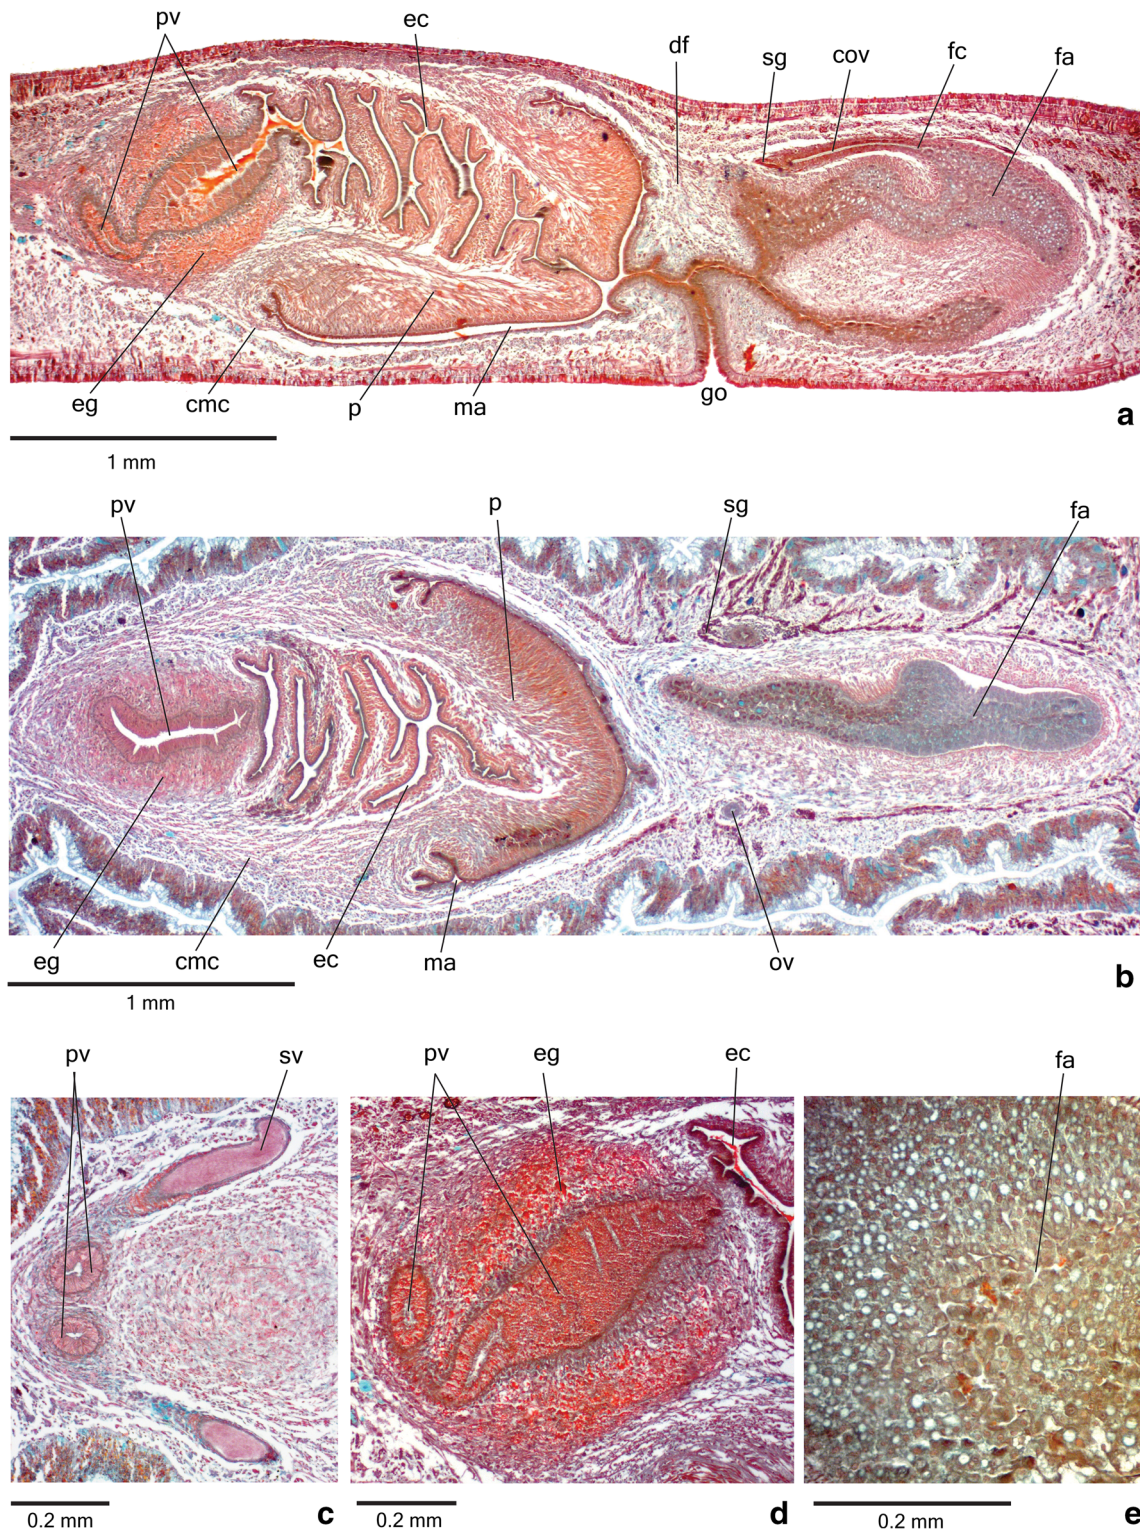 pv ec df sg cov fc fa
eg cmc p ma go
a
1 mm
pv p sg fa
eg cmc ec ma ov
b
1 mm
pv sv pv eg ec fa
c d e
0.2 mm 0.2 mm 0.2 mm